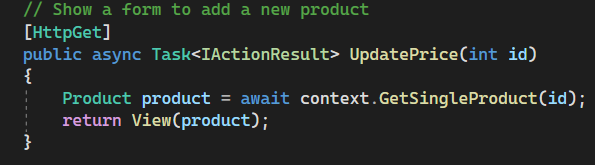 // Show a form to add a new product
[HttpGet]
public async Task<IActionResult> UpdatePrice(int id)
{
    Product product = await context.GetSingleProduct(id);
    return View(product);
}